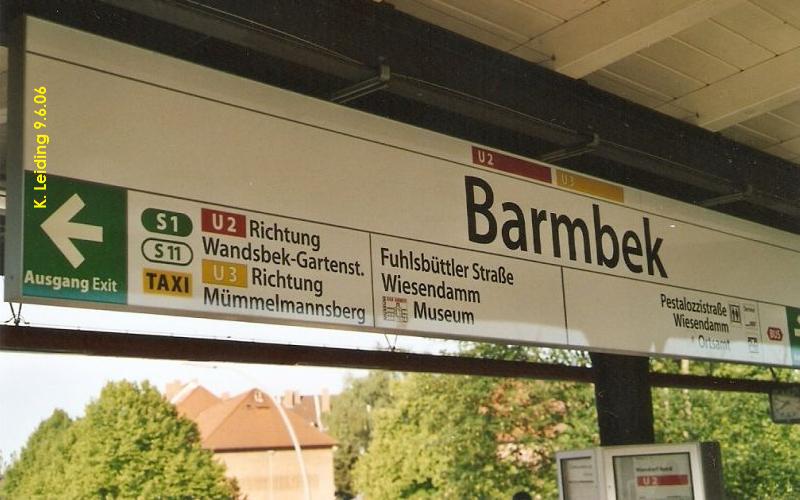 K. Leiding 9.6.06
U2 U3
Barmbek
Ausgang Exit
S1
S11
TAXI
U2 Richtung
Wandsbek-Gartenst.
U3 Richtung
Mümmelmannsberg
Fuhlsbüttler Straße
Wiesendamm
Museum
Pestalozzistraße
Wiesendamm
Ortsamt
BUS
U2